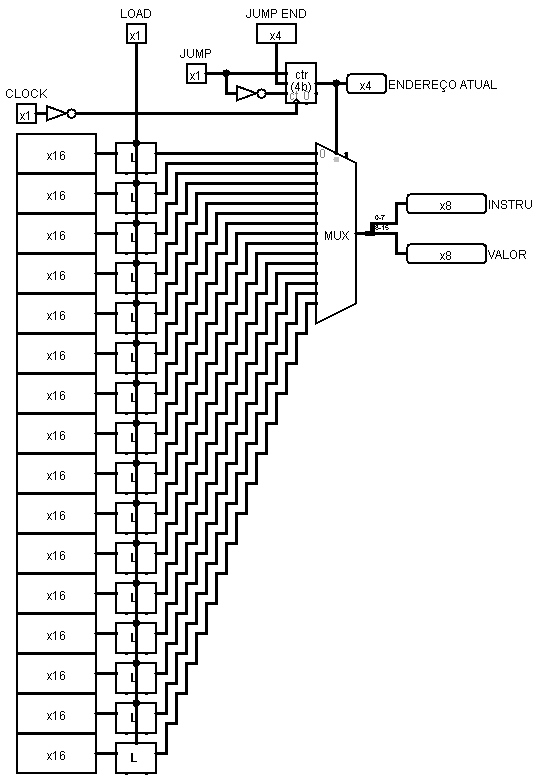 LOAD
JUMP END
x1
x4
JUMP
x1
ctr
(4b)
ct 0
x4
ENDEREÇO ATUAL
CLOCK
x1
x16
L
0
x16
L
x8
INSTRU
0-7
8-15
x16
L
MUX
x8
VALOR
x16
L
x16
L
x16
L
x16
L
x16
L
x16
L
x16
L
x16
L
x16
L
x16
L
x16
L
x16
L
x16
L